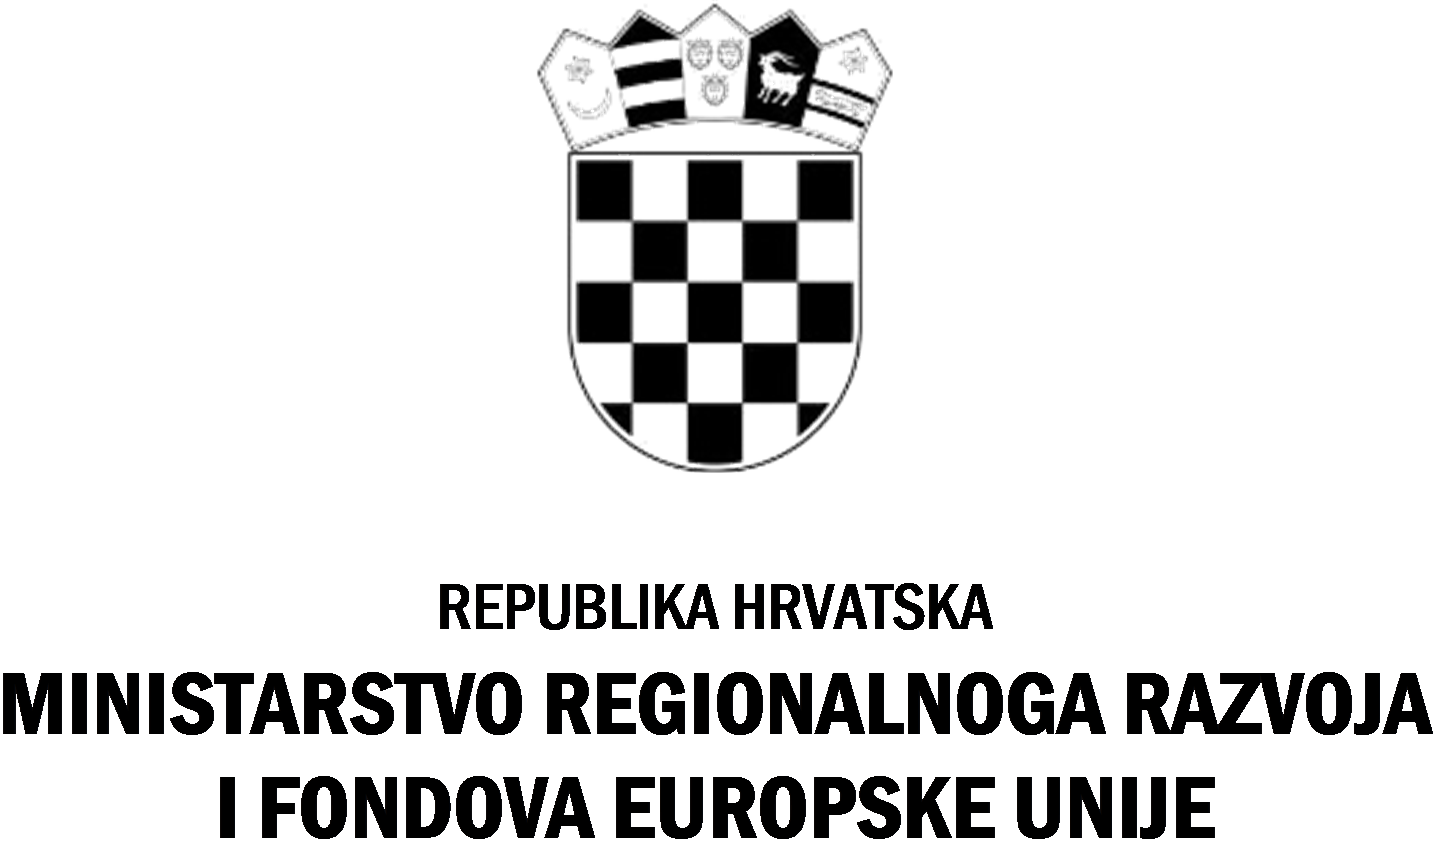 REPUBLIKA HRVATSKA
MINISTARSTVO REGIONALNOGA RAZVOJA
I FONDOVA EUROPSKE UNIJE